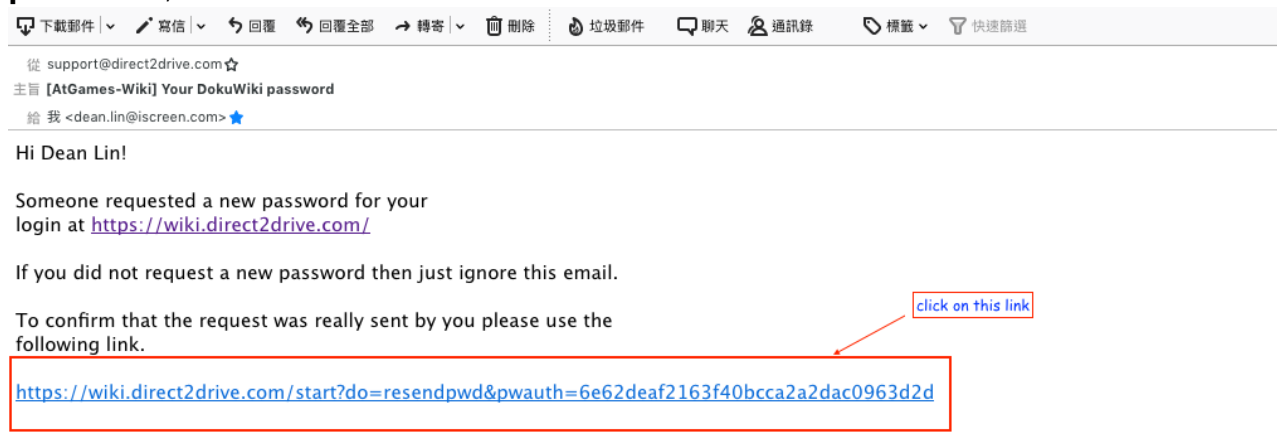 下載郵件 寫信 回覆 回覆全部 轉寄 刪除 垃圾郵件 聊天 通訊錄 標籤 快速篩選
從 support@direct2drive.com
主旨 [AtGames-Wiki] Your DokuWiki password
給 我 <dean.lin@iscreen.com>
Hi Dean Lin!
Someone requested a new password for your
login at https://wiki.direct2drive.com/
If you did not request a new password then just ignore this email.
click on this link
To confirm that the request was really sent by you please use the
following link.
https://wiki.direct2drive.com/start?do=resendpwd&pwauth=6e62deaf2163f40bcca2a2dac0963d2d